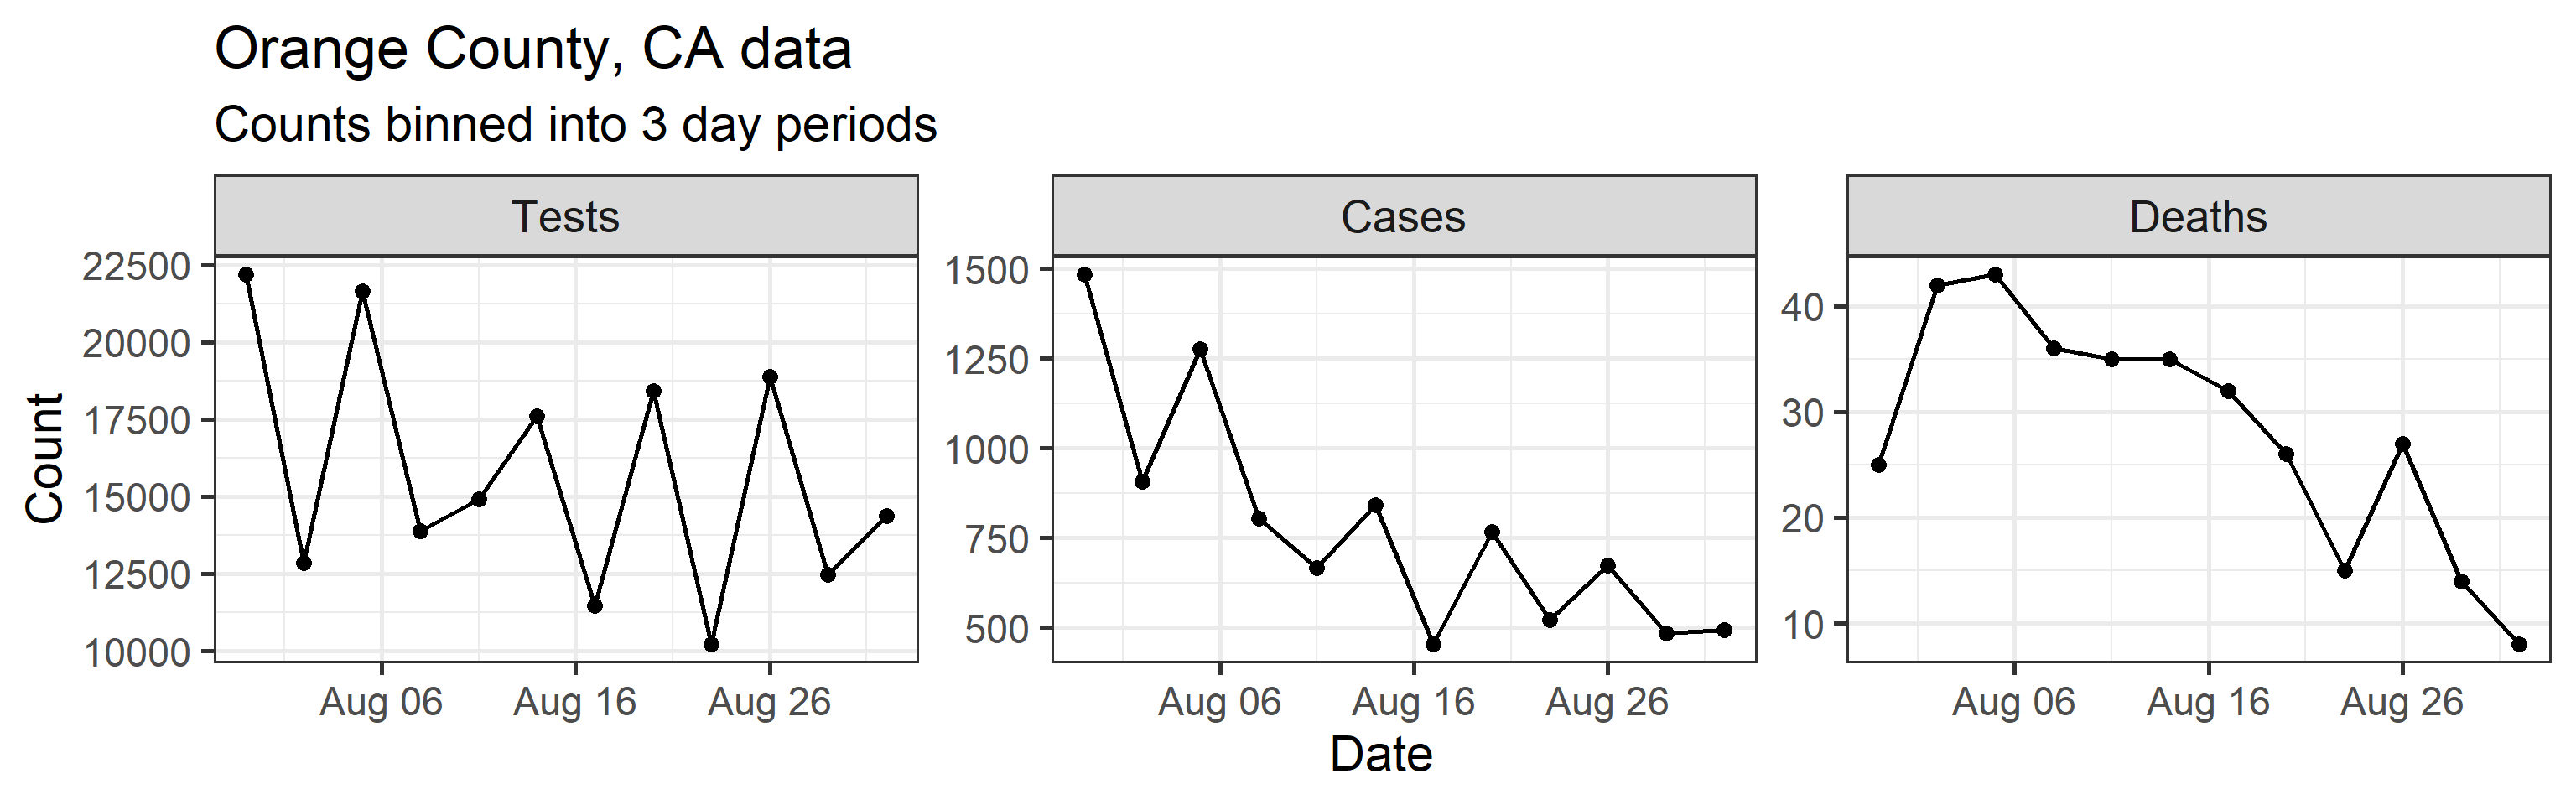 Orange County, CA data
Counts binned into 3 day periods
Tests
Cases
Deaths
Count
22500
20000
17500
15000
12500
10000
1500
1250
1000
750
500
40
30
20
10
Aug 06
Aug 16
Aug 26
Aug 06
Aug 16
Aug 26
Aug 06
Aug 16
Aug 26
Date